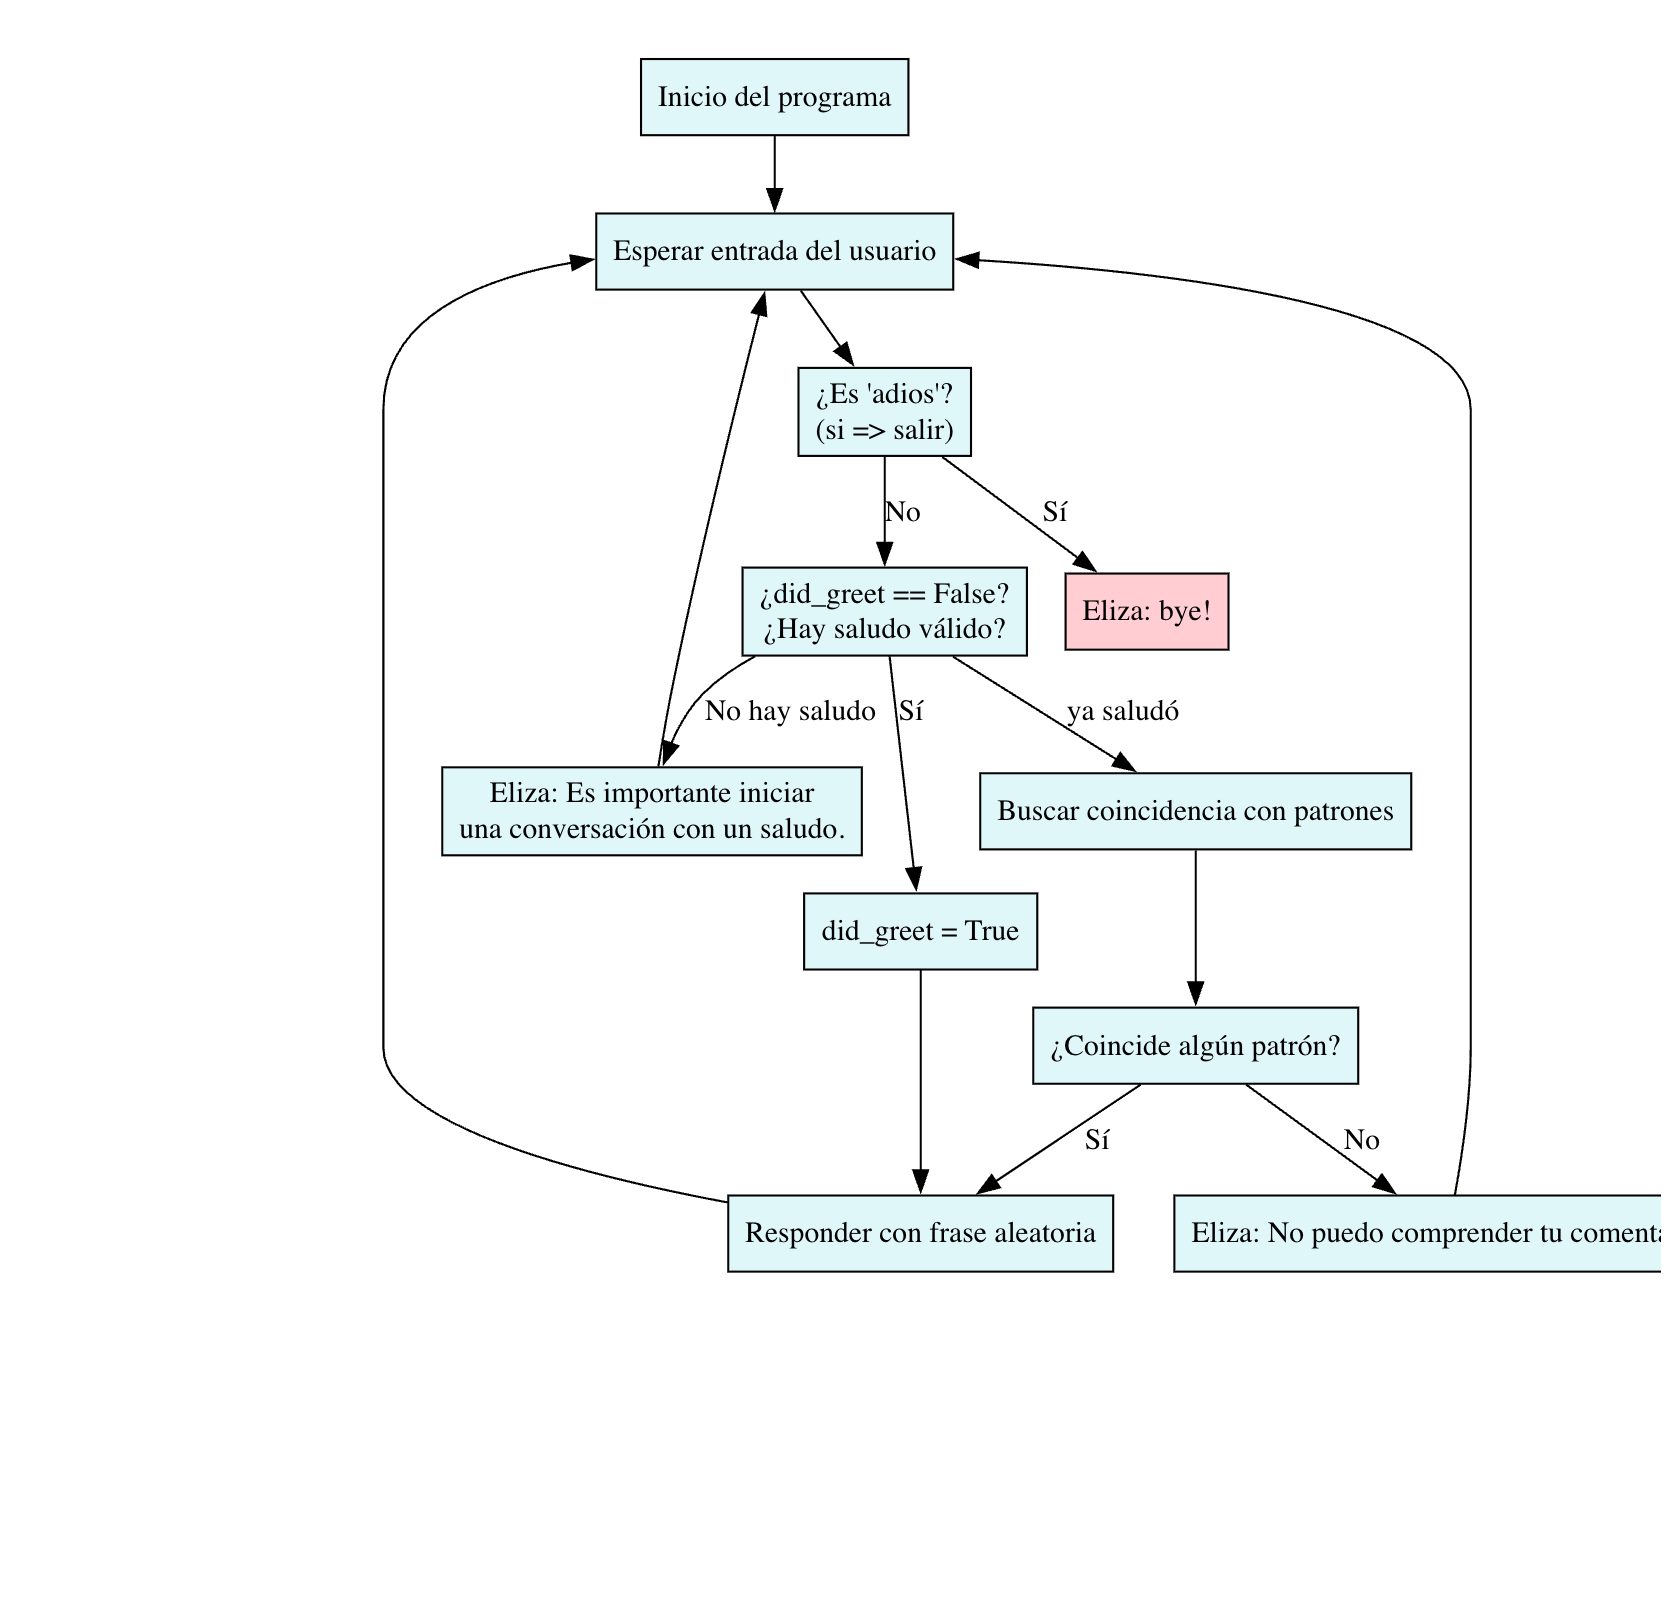 Inicio del programa
Esperar entrada del usuario
¿Es 'adios'?
(si => salir)
No
Sí
¿did_greet == False?
¿Hay saludo válido?
Eliza: bye!
No hay saludo
Sí
ya saludó
Eliza: Es importante iniciar
una conversación con un saludo.
Buscar coincidencia con patrones
did_greet = True
¿Coincide algún patrón?
Sí
No
Responder con frase aleatoria
Eliza: No puedo comprender tu